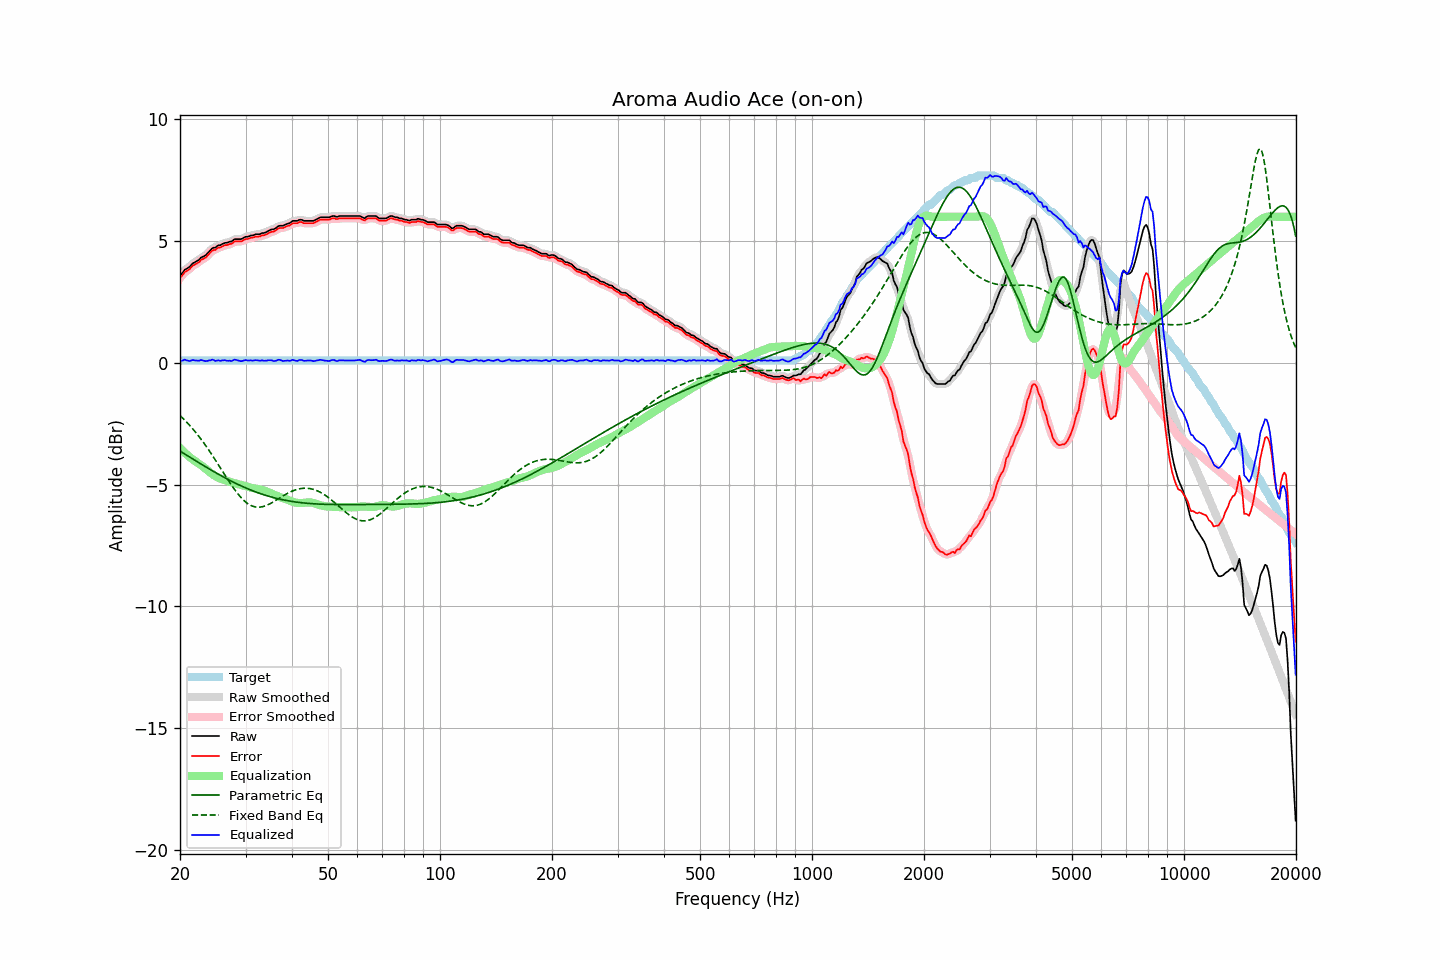 Aroma Audio Ace (on-on)
10
5
0
−5
−10
−15
−20
Amplitude (dBr)
Target
Raw Smoothed
Error Smoothed
Raw
Error
Equalization
Parametric Eq
Fixed Band Eq
Equalized
20 50 100 200 500 1000 2000 5000 10000 20000
Frequency (Hz)